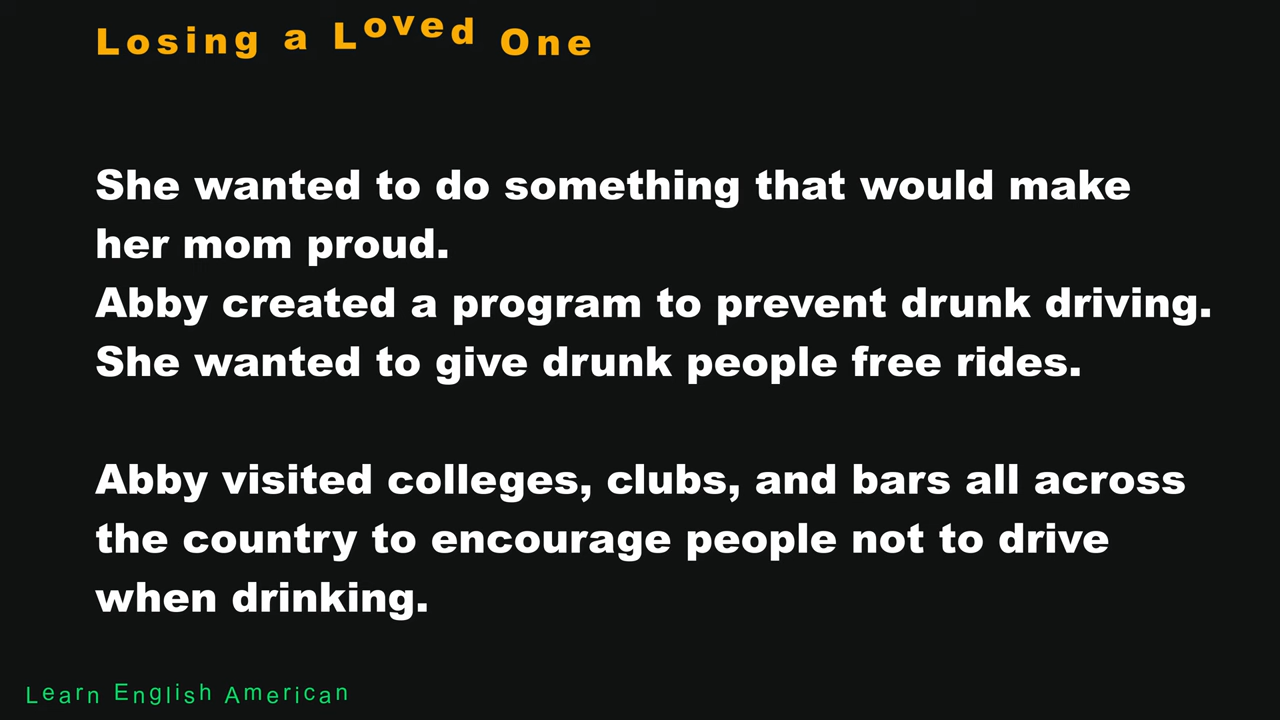 Losing a Loved One
She wanted to do something that would make
her mom proud.
Abby created a program to prevent drunk driving.
She wanted to give drunk people free rides.
Abby visited colleges, clubs, and bars all across
the country to encourage people not to drive
when drinking.
Learn English American